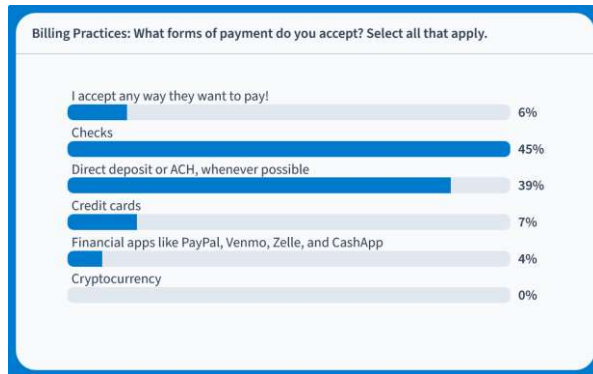 Billing Practices: What forms of payment do you accept? Select all that apply.
I accept any way they want to pay!
6%
Checks
45%
Direct deposit or ACH, whenever possible
39%
Credit cards
7%
Financial apps like PayPal, Venmo, Zelle, and CashApp
4%
Cryptocurrency
0%